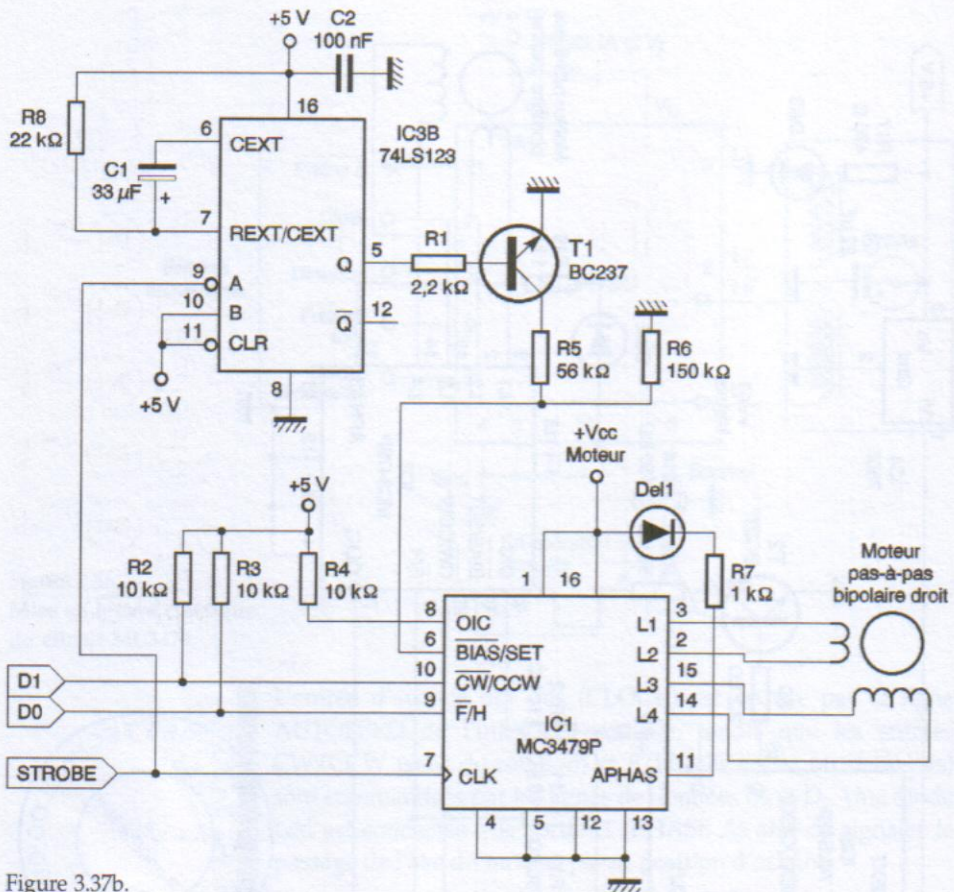 +5 V
C2
100 nF
R8
22 kΩ
6
16
CEXT
IC3B
74LS123
C1
33 µF
+
7
REXT/CEXT
9
A
10
B
11
CLR
Q
5
R1
2,2 kΩ
T1
BC237
Q
12
8
+5 V
R5
56 kΩ
R6
150 kΩ
+Vcc
Moteur
Del1
+5 V
R2
10 kΩ
R3
10 kΩ
R4
10 kΩ
1
16
R7
1 kΩ
Moteur
pas-à-pas
bipolaire droit
8
OIC
6
BIAS/SET
10
CW/CCW
9
F/H
7
CLK
L1
3
L2
2
L3
15
L4
14
APHAS
11
IC1
MC3479P
D1
D0
STROBE
4
5
12
13
Figure 3.37b.